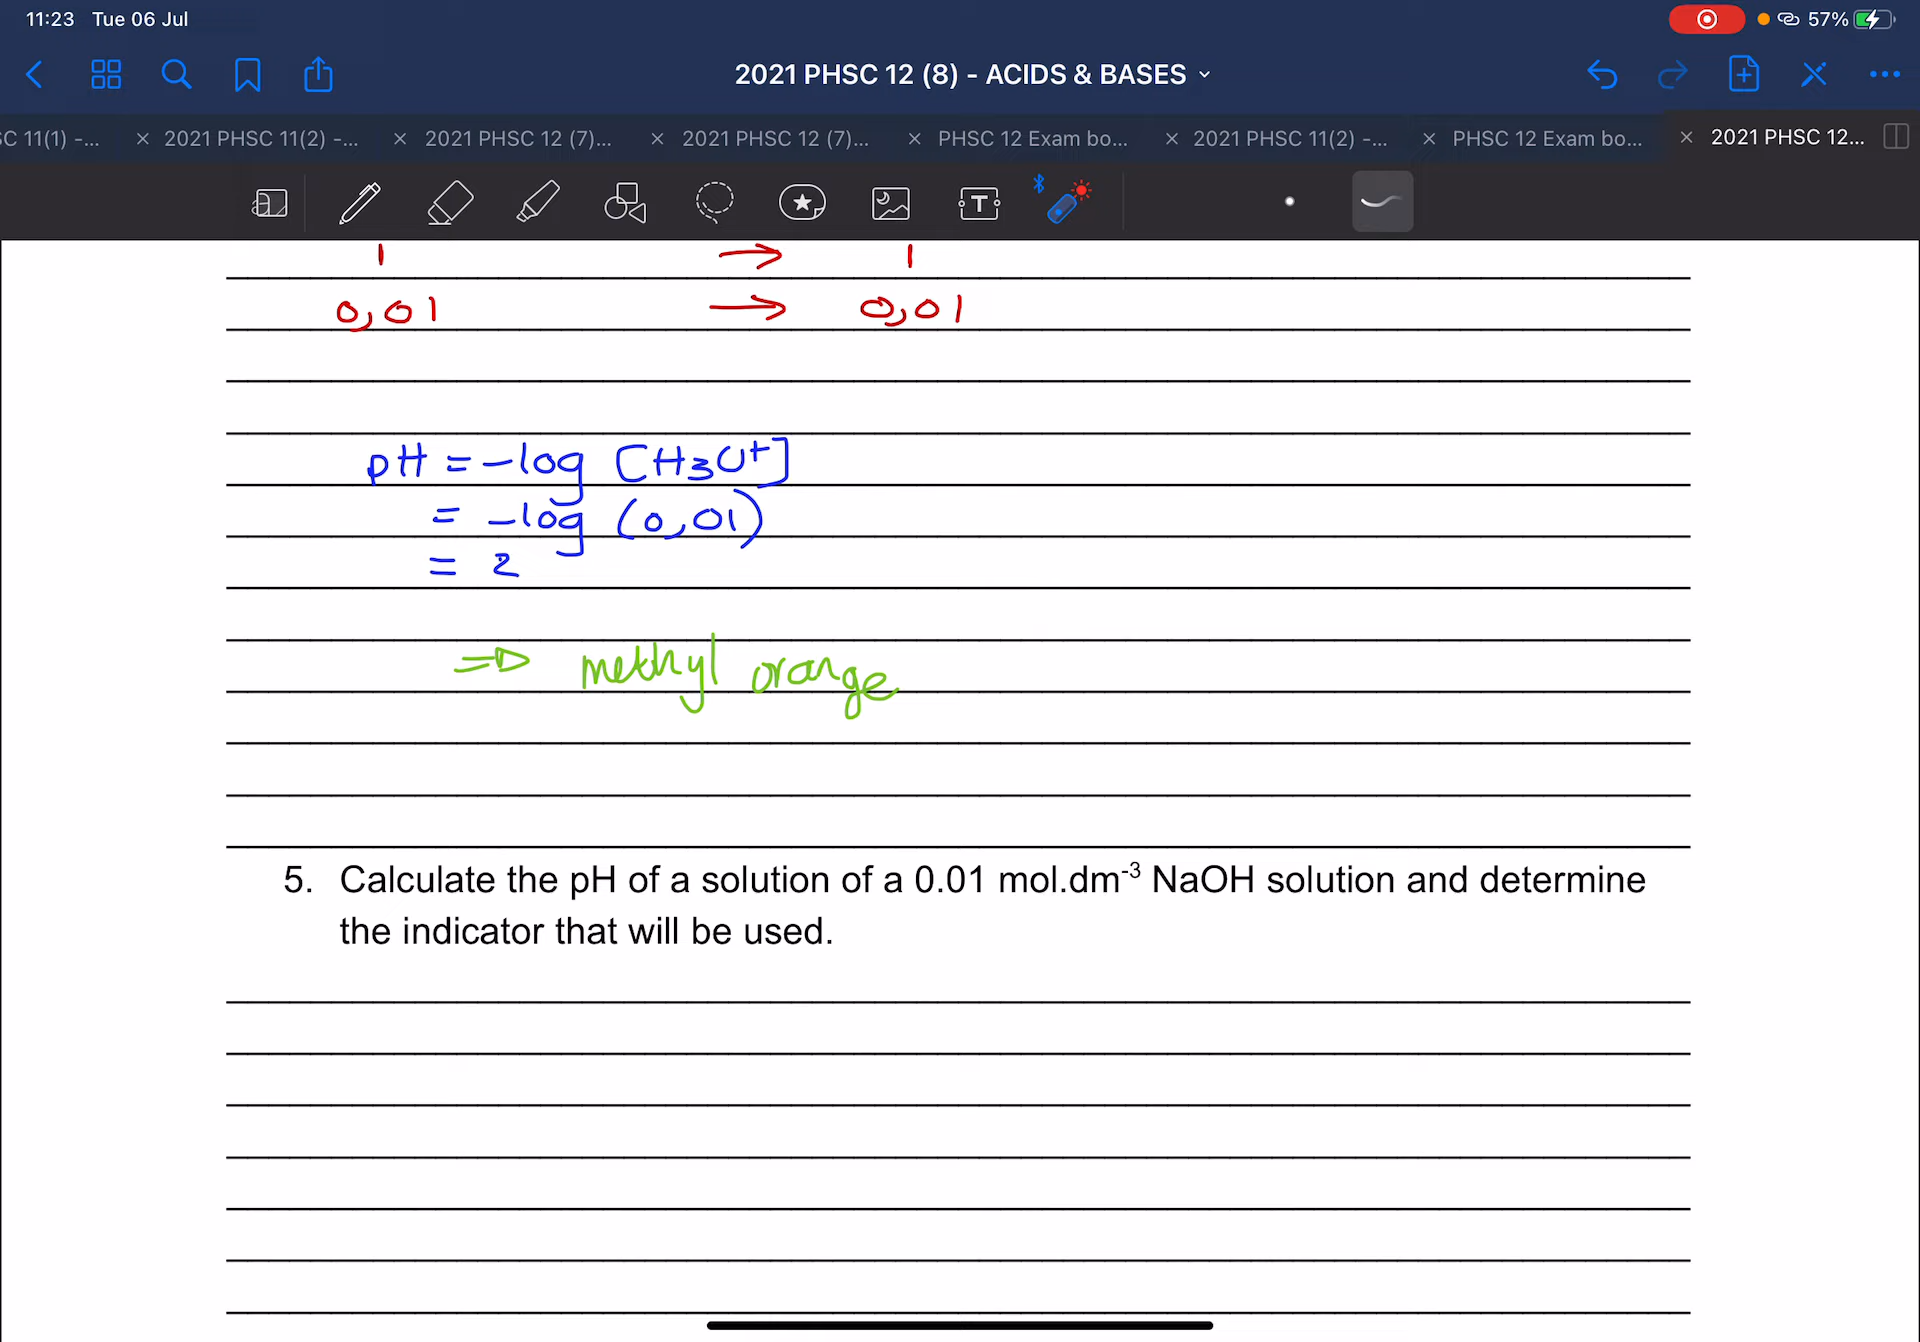 11:23 Tue 06 Jul
57%
2021 PHSC 12 (8) - ACIDS & BASES
SC 11(1) -...
2021 PHSC 11(2) -...
2021 PHSC 12 (7)...
2021 PHSC 12 (7)...
PHSC 12 Exam bo...
2021 PHSC 11(2) -...
PHSC 12 Exam bo...
2021 PHSC 12...
1 → 1
0,01 → 0,01
pH = -log [H3O+]
= -log (0,01)
= 2
⇒ methyl orange
5. Calculate the pH of a solution of a 0.01 mol.dm⁻³ NaOH solution and determine
the indicator that will be used.